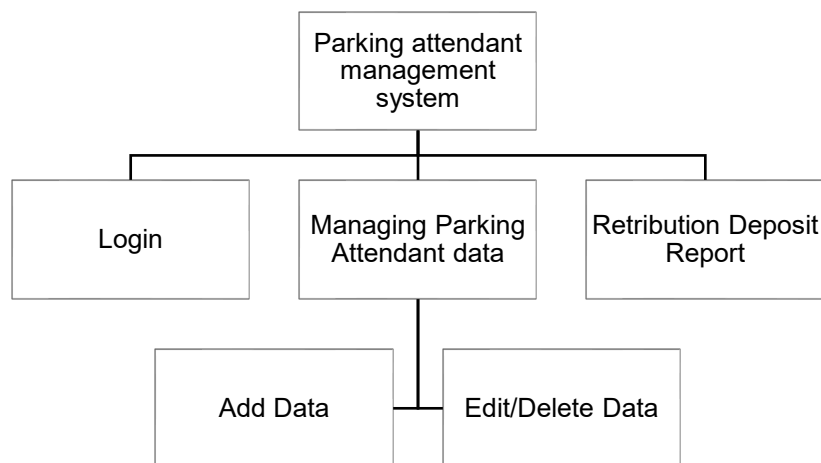 Parking attendant
management
system
Login
Managing Parking
Attendant data
Retribution Deposit
Report
Add Data
Edit/Delete Data